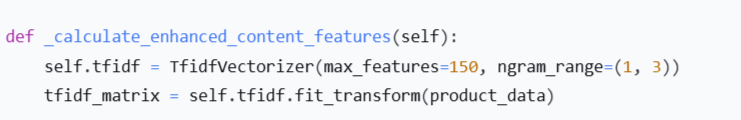 def _calculate_enhanced_content_features(self):
    self.tfidf = TfidfVectorizer(max_features=150, ngram_range=(1, 3))
    tfidf_matrix = self.tfidf.fit_transform(product_data)